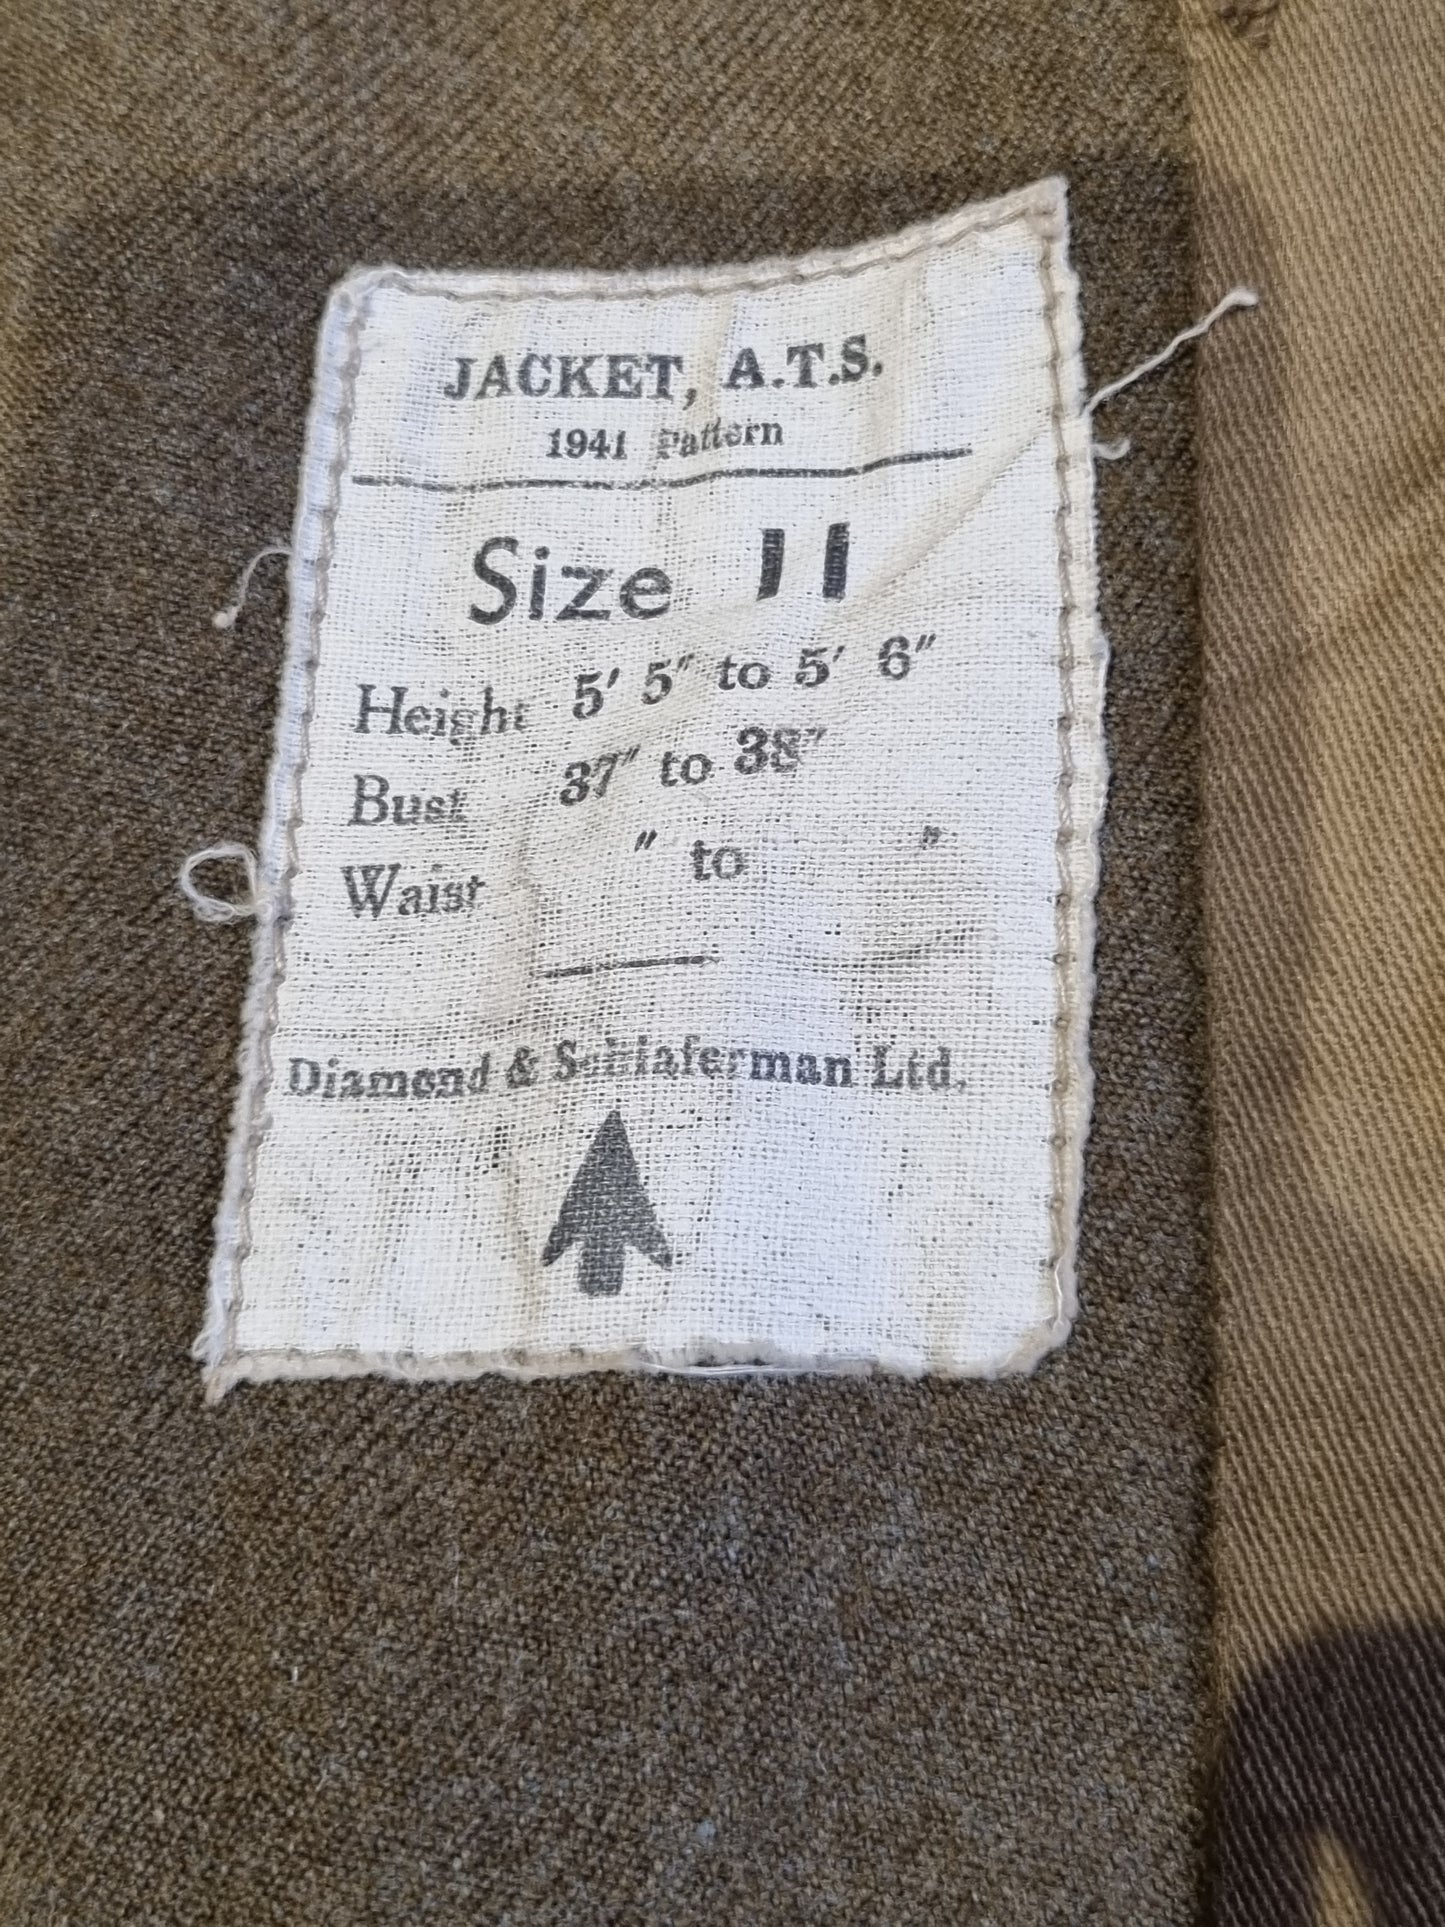 JACKET, A.T.S.
1941 Pattern
Size 11
Height 5' 5" to 5' 6"
Bust 37" to 38"
Waist " to "
Diamond & Schlaferman Ltd.